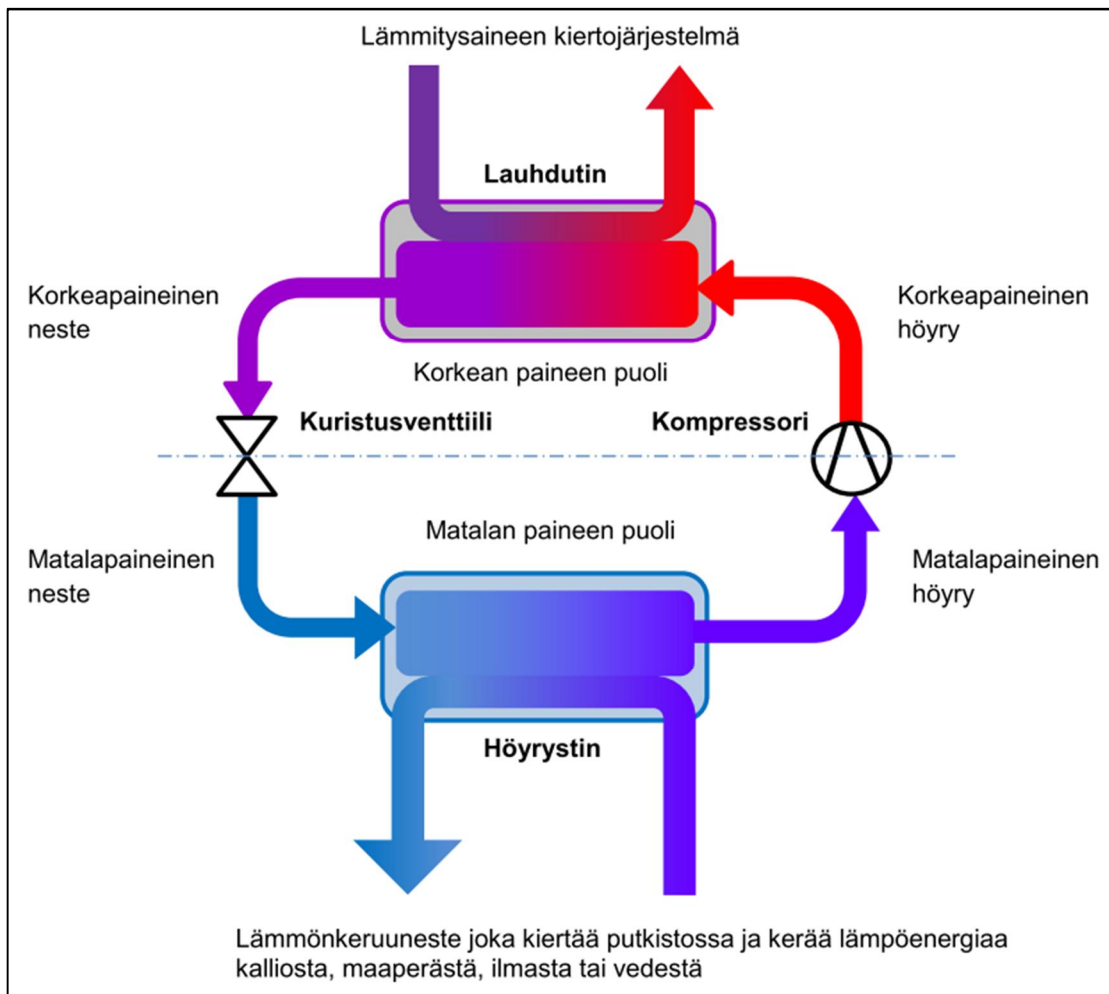 Lämmitysaineen kiertojärjestelmä
Lauhdutin
Korkeapaineinen
neste
Korkeapaineinen
höyry
Korkean paineen puoli
Kuristusventtiili
Kompressori
Matalan paineen puoli
Matalapaineinen
neste
Matalapaineinen
höyry
Höyrystin
Lämmönkeruuneste joka kiertää putkistossa ja kerää lämpöenergiaa
kalliosta, maaperästä, ilmasta tai vedestä